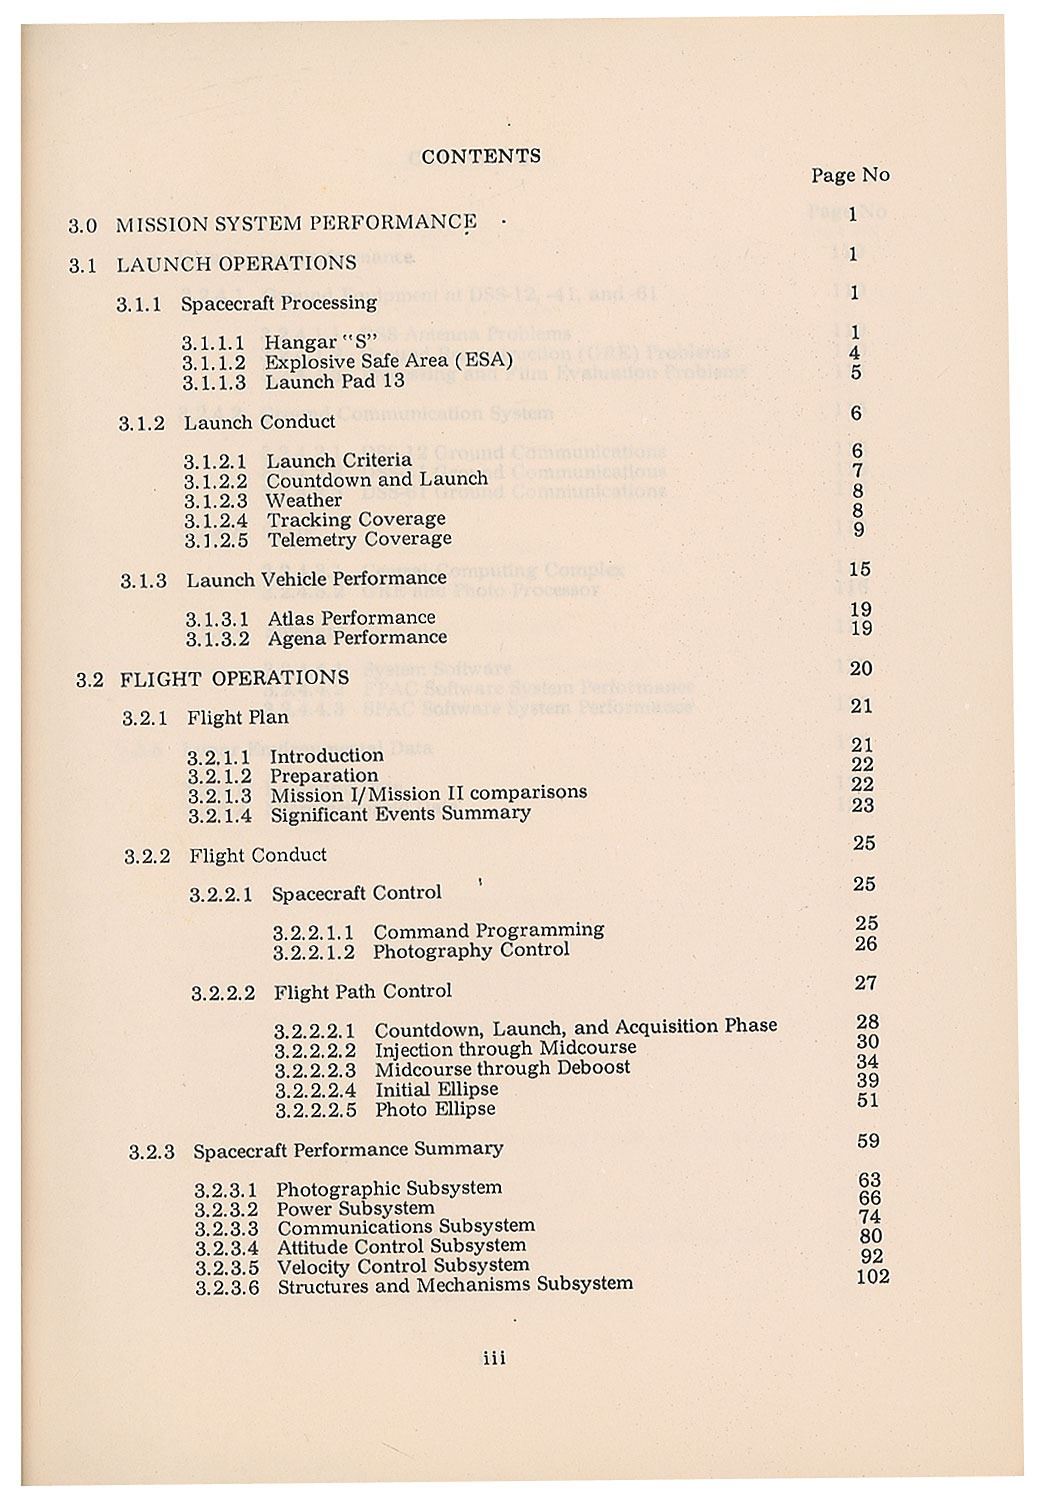 CONTENTS
Page No
3.0 MISSION SYSTEM PERFORMANCE 1
3.1 LAUNCH OPERATIONS 1
3.1.1 Spacecraft Processing 1
3.1.1.1 Hangar "S" 1
3.1.1.2 Explosive Safe Area (ESA) 4
3.1.1.3 Launch Pad 13 5
3.1.2 Launch Conduct 6
3.1.2.1 Launch Criteria 6
3.1.2.2 Countdown and Launch 7
3.1.2.3 Weather 8
3.1.2.4 Tracking Coverage 8
3.1.2.5 Telemetry Coverage 9
3.1.3 Launch Vehicle Performance 15
3.1.3.1 Atlas Performance 19
3.1.3.2 Agena Performance 19
3.2 FLIGHT OPERATIONS 20
3.2.1 Flight Plan 21
3.2.1.1 Introduction 21
3.2.1.2 Preparation 22
3.2.1.3 Mission I/Mission II comparisons 22
3.2.1.4 Significant Events Summary 23
3.2.2 Flight Conduct 25
3.2.2.1 Spacecraft Control 25
3.2.2.1.1 Command Programming 25
3.2.2.1.2 Photography Control 26
3.2.2.2 Flight Path Control 27
3.2.2.2.1 Countdown, Launch, and Acquisition Phase 28
3.2.2.2.2 Injection through Midcourse 30
3.2.2.2.3 Midcourse through Deboost 34
3.2.2.2.4 Initial Ellipse 39
3.2.2.2.5 Photo Ellipse 51
3.2.3 Spacecraft Performance Summary 59
3.2.3.1 Photographic Subsystem 63
3.2.3.2 Power Subsystem 66
3.2.3.3 Communications Subsystem 74
3.2.3.4 Attitude Control Subsystem 80
3.2.3.5 Velocity Control Subsystem 92
3.2.3.6 Structures and Mechanisms Subsystem 102
iii